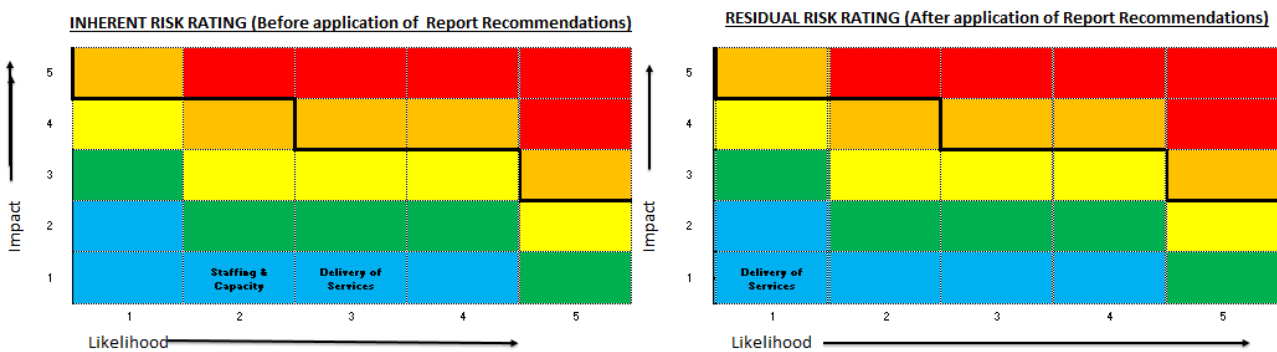 INHERENT RISK RATING (Before application of Report Recommendations)
5
4
3
2
1
Impact
Staffing &
Capacity
Delivery of
Services
1 2 3 4 5
Likelihood
RESIDUAL RISK RATING (After application of Report Recommendations)
5
4
3
2
1
Impact
Delivery of
Services
1 2 3 4 5
Likelihood